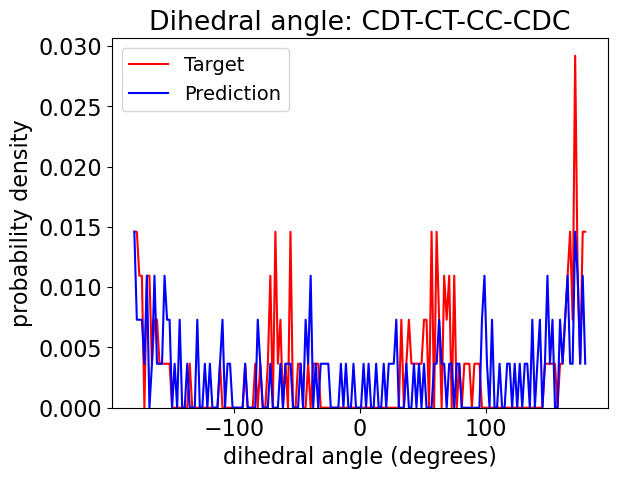 Dihedral angle: CDT-CT-CC-CDC
Target
Prediction
probability density
0.030
0.025
0.020
0.015
0.010
0.005
0.000
−100
0
100
dihedral angle (degrees)